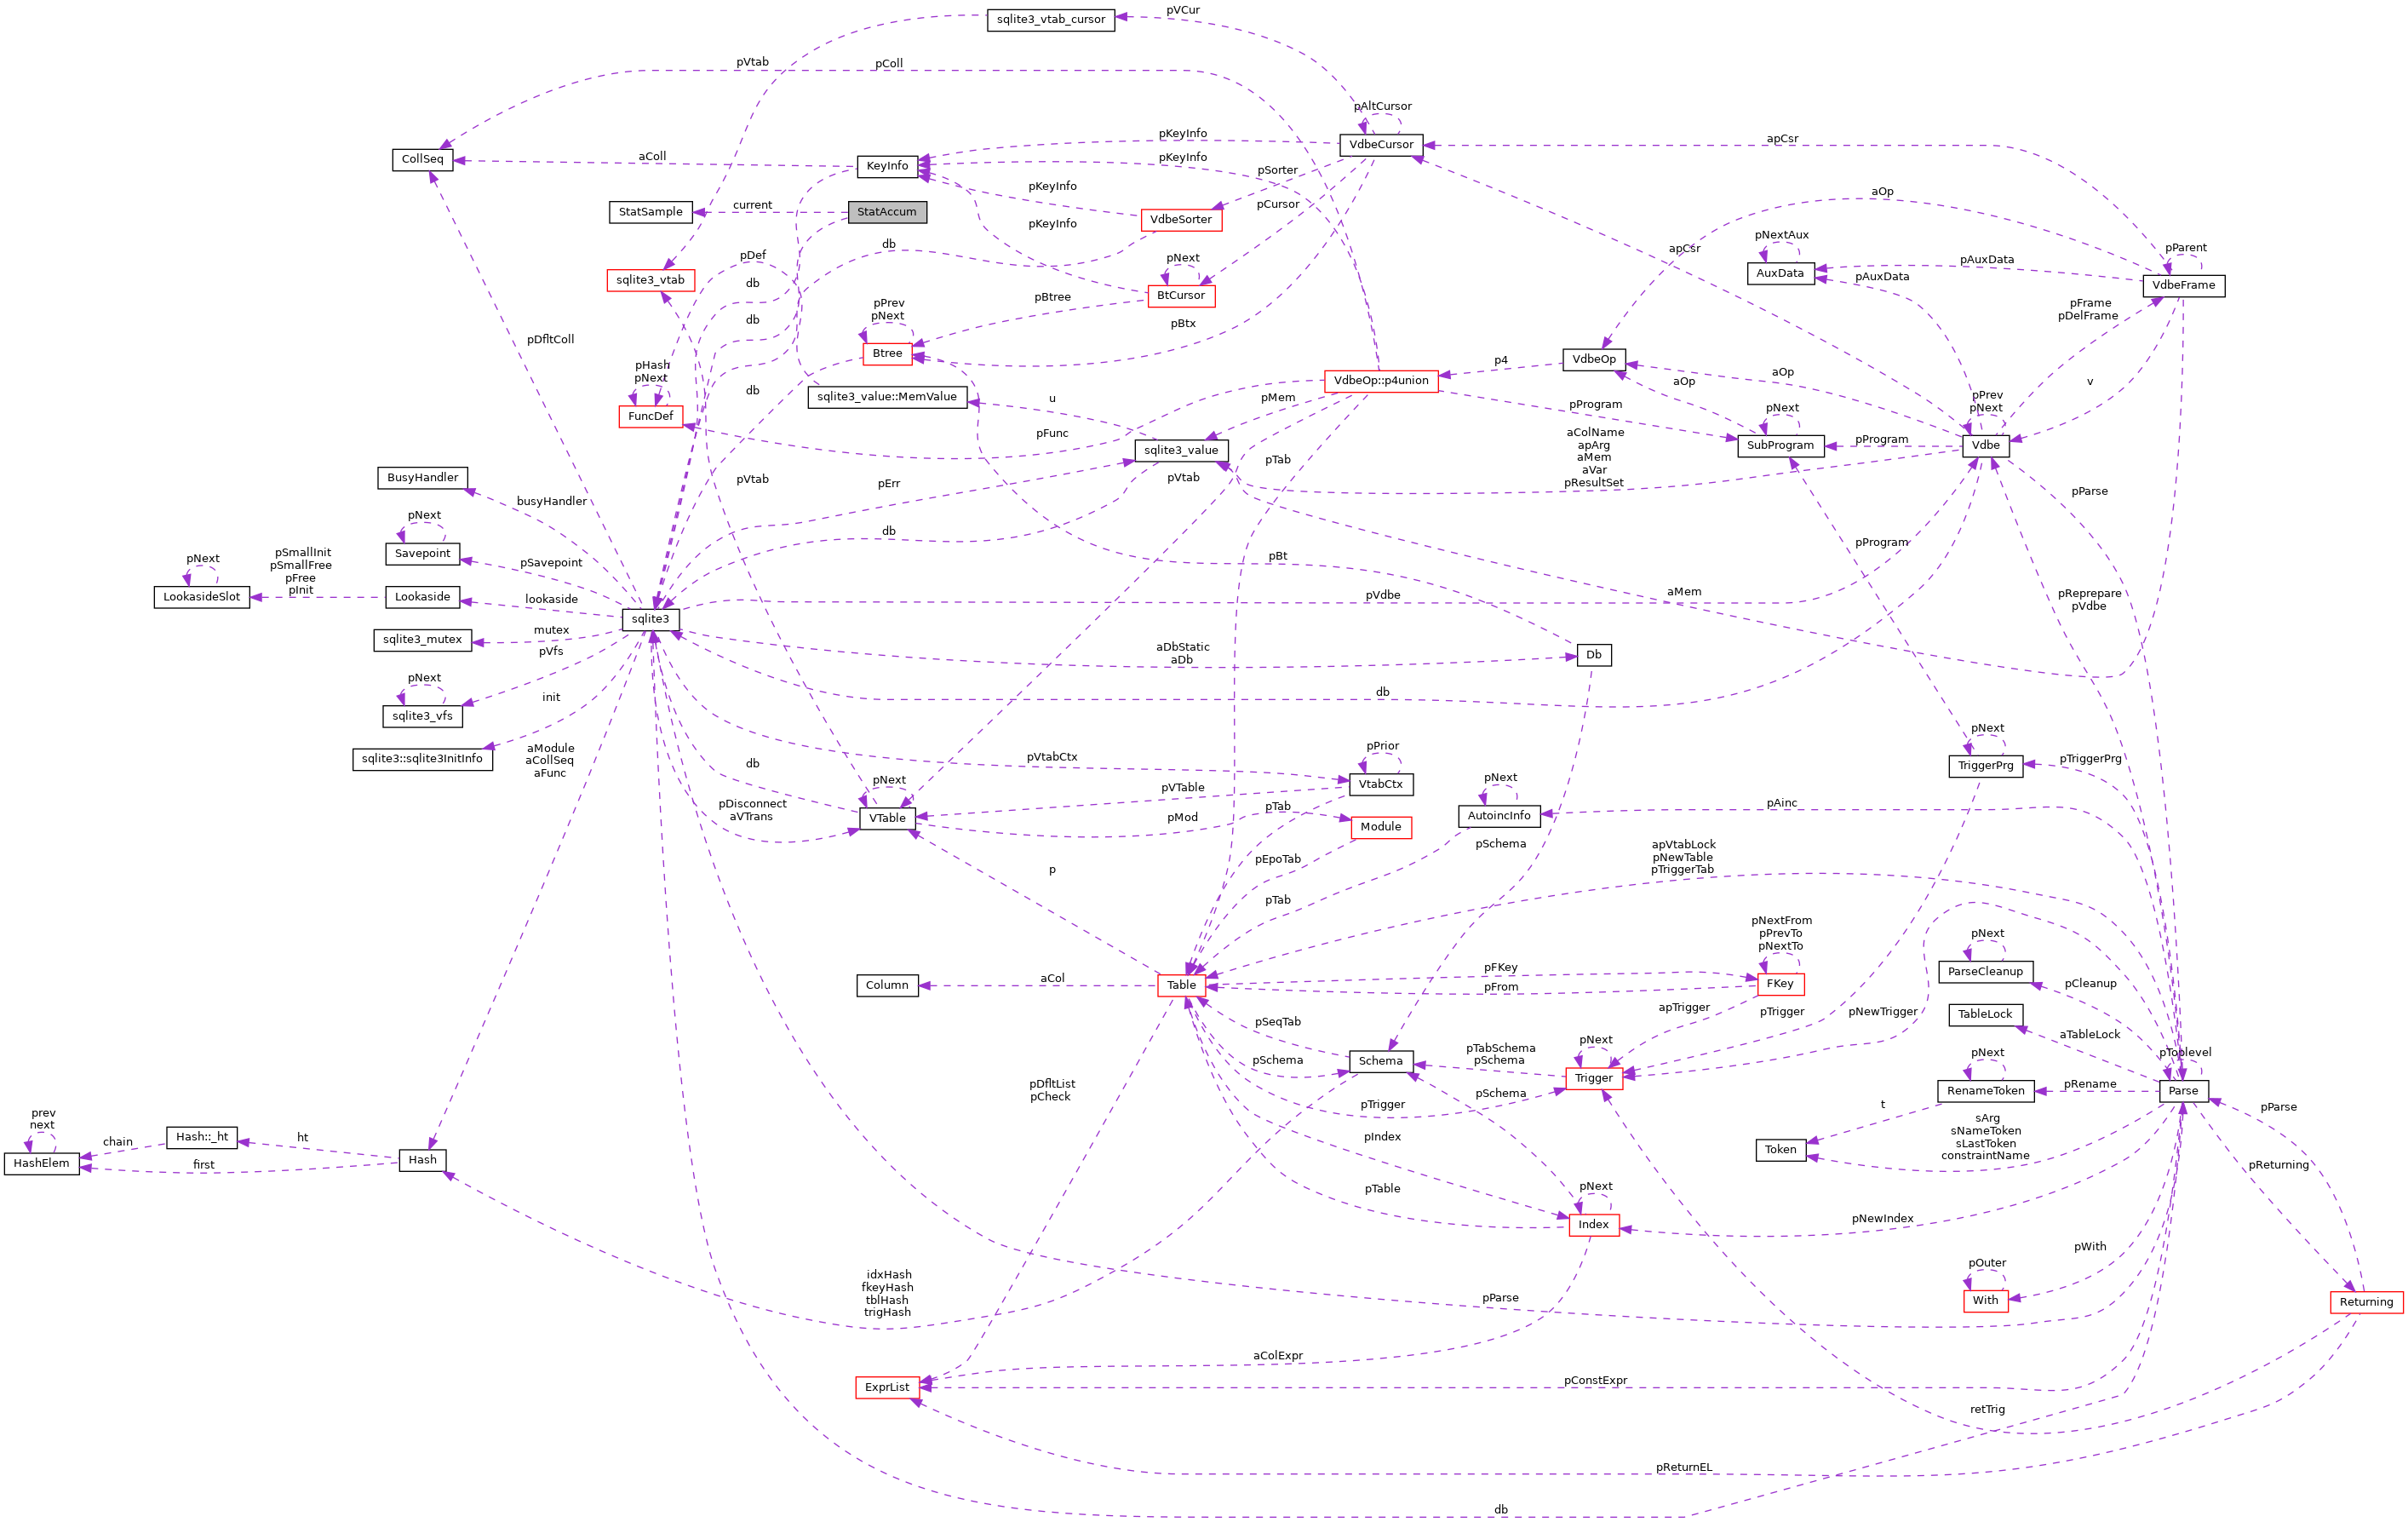 sqlite3_vtab_cursor
pVCur
pVtab
pColl
pAltCursor
VdbeCursor
pKeyInfo
apCsr
CollSeq
aColl
KeyInfo
pKeyInfo
pSorter
pKeyInfo
aOp
StatSample
current
StatAccum
pCursor
VdbeSorter
pKeyInfo
pNextAux
pDef
db
apCsr
pParent
pNext
AuxData
pAuxData
pAuxData
VdbeFrame
sqlite3_vtab
db
BtCursor
pBtree
pPrev
pNext
pFrame
pDelFrame
db
pBtx
pDfltColl
Btree
VdbeOp
p4
pHash
pNext
db
VdbeOp::p4union
aOp
aOp
v
sqlite3_value::MemValue
u
pMem
pProgram
pNext
pPrev
pNext
FuncDef
pFunc
aColName
apArg
aMem
aVar
pResultSet
SubProgram
pProgram
Vdbe
sqlite3_value
pTab
BusyHandler
pVtab
pErr
pVtab
pParse
busyHandler
pNext
db
pProgram
Savepoint
pNext
pSmallInit
pSmallFree
pFree
pInit
pSavepoint
pBt
LookasideSlot
Lookaside
lookaside
pVdbe
aMem
pReprepare
pVdbe
sqlite3
sqlite3_mutex
mutex
pVfs
aDbStatic
aDb
Db
pNext
sqlite3_vfs
init
db
pNext
sqlite3::sqlite3InitInfo
aModule
aCollSeq
aFunc
db
pVtabCtx
pPrior
TriggerPrg
pTriggerPrg
pNext
pVTable
VtabCtx
pNext
pDisconnect
aVTrans
VTable
pMod
pTab
Module
AutoincInfo
pAinc
pSchema
p
pEpoTab
apVtabLock
pNewTable
pTriggerTab
pTab
pNextFrom
pPrevTo
pNextTo
pNext
Column
aCol
Table
pFKey
pFrom
FKey
ParseCleanup
pCleanup
pSeqTab
apTrigger
pTrigger
pNewTrigger
TableLock
aTableLock
pSchema
Schema
pTabSchema
pSchema
pNext
pNext
pToplevel
pDfltList
pCheck
Trigger
RenameToken
pRename
Parse
pTrigger
pSchema
t
pParse
prev
next
chain
Hash::_ht
ht
pIndex
sArg
sNameToken
sLastToken
constraintName
Token
HashElem
first
Hash
pTable
pNext
pReturning
Index
pNewIndex
pWith
pOuter
idxHash
fkeyHash
tblHash
trigHash
pParse
With
Returning
aColExpr
ExprList
pConstExpr
retTrig
pReturnEL
db